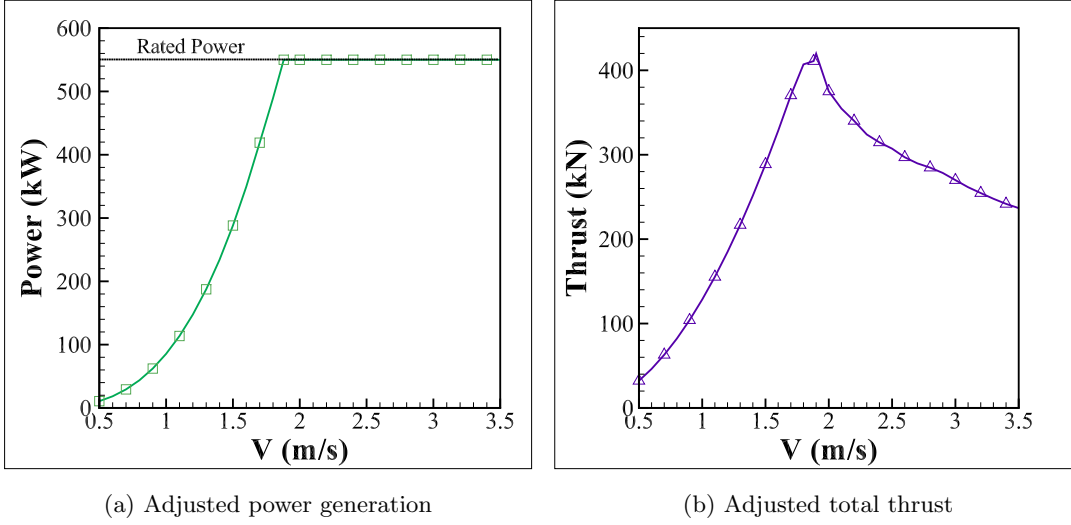 600
Rated Power
500
400
300
200
100
0
Power (kW)
0.5 1 1.5 2 2.5 3 3.5
V (m/s)
400
300
200
100
0
Thrust (kN)
0.5 1 1.5 2 2.5 3 3.5
V (m/s)
(a) Adjusted power generation
(b) Adjusted total thrust